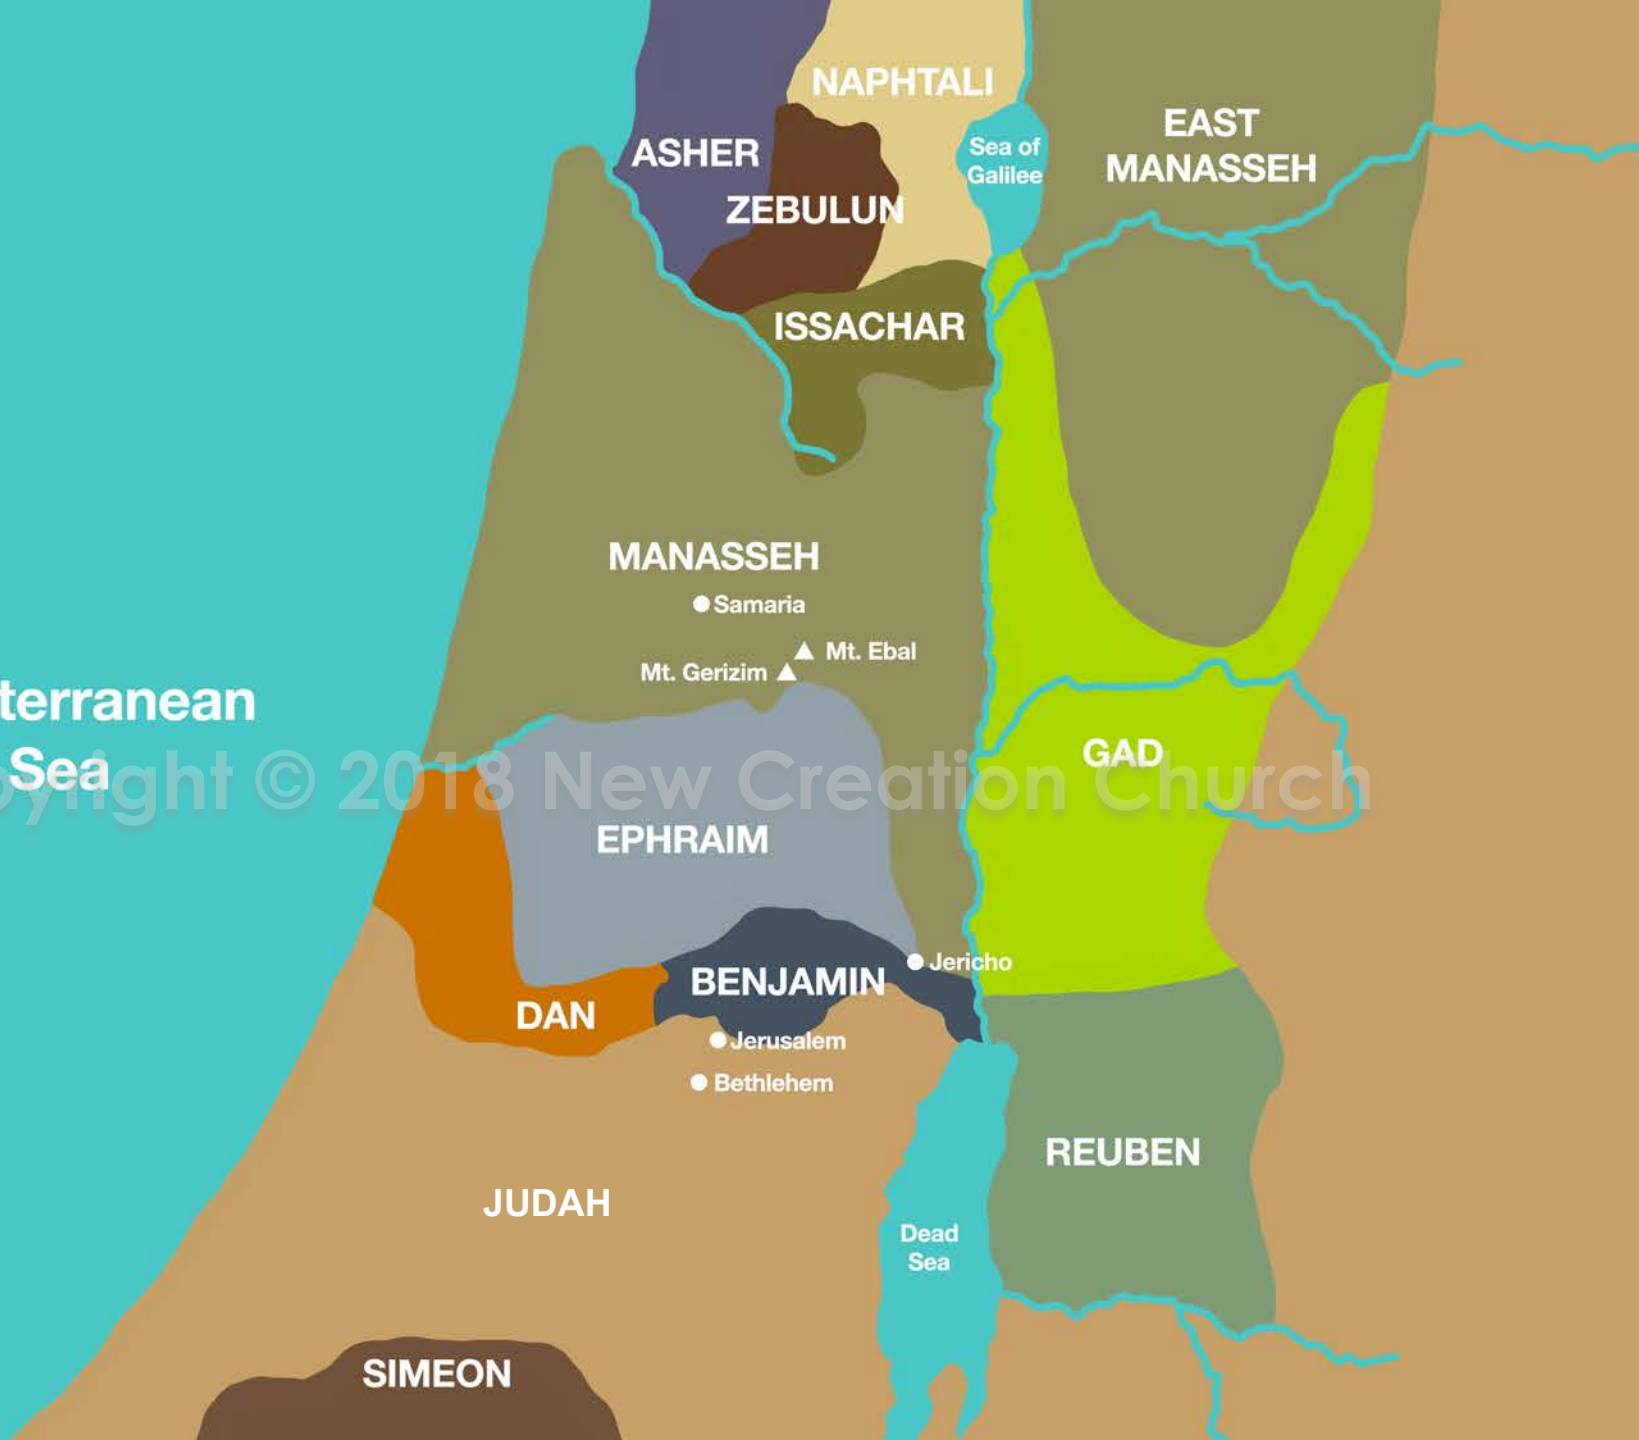 NAPHTALI
EAST
MANASSEH
ASHER
Sea of
Galilee
ZEBULUN
ISSACHAR
MANASSEH
Samaria
Mt. Ebal
Mt. Gerizim
terranean
Sea
GAD
opyright © 2018 New Creation Church
EPHRAIM
Jericho
BENJAMIN
DAN
Jerusalem
Bethlehem
REUBEN
JUDAH
Dead
Sea
SIMEON